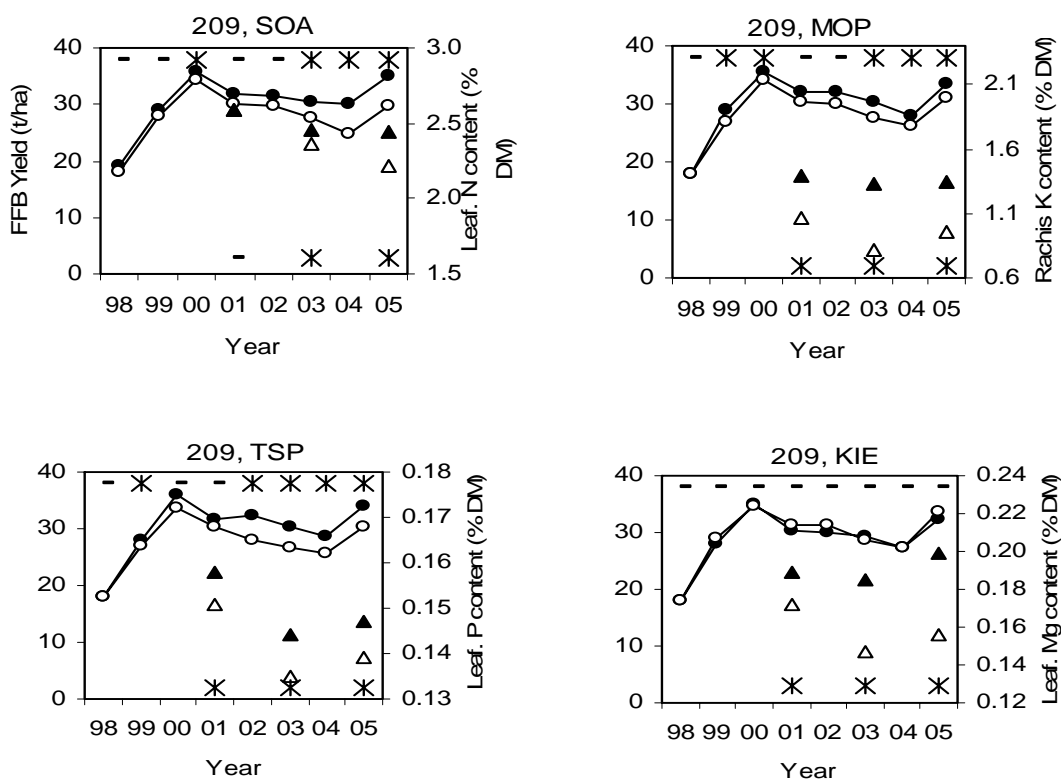 209, SOA
40
30
20
10
0
FFB Yield (t/ha)
3.0
2.5
2.0
1.5
Leaf. N content (%
DM)
98 99 00 01 02 03 04 05
Year
209, MOP
40
30
20
10
0
2.1
1.6
1.1
0.6
Rachis K content (% DM)
98 99 00 01 02 03 04 05
Year
209, TSP
40
30
20
10
0
0.18
0.17
0.16
0.15
0.14
0.13
Leaf. P content (% DM)
98 99 00 01 02 03 04 05
Year
209, KIE
40
30
20
10
0
0.24
0.22
0.20
0.18
0.16
0.14
0.12
Leaf. Mg content (% DM)
98 99 00 01 02 03 04 05
Year